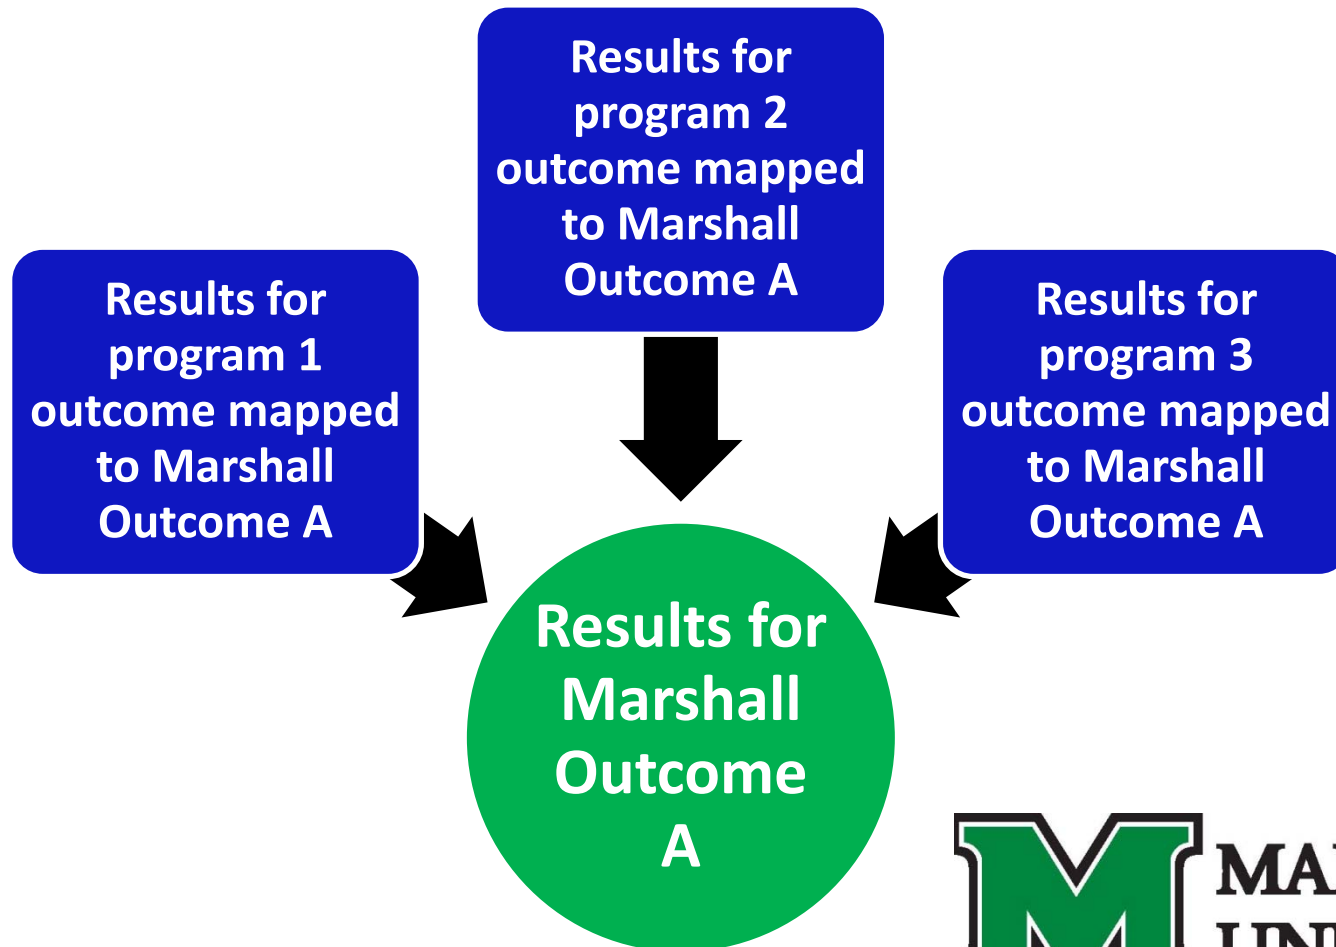 Results for
program 2
outcome mapped
to Marshall
Outcome A
Results for
program 1
outcome mapped
to Marshall
Outcome A
Results for
program 3
outcome mapped
to Marshall
Outcome A
Results for
Marshall
Outcome
A
M